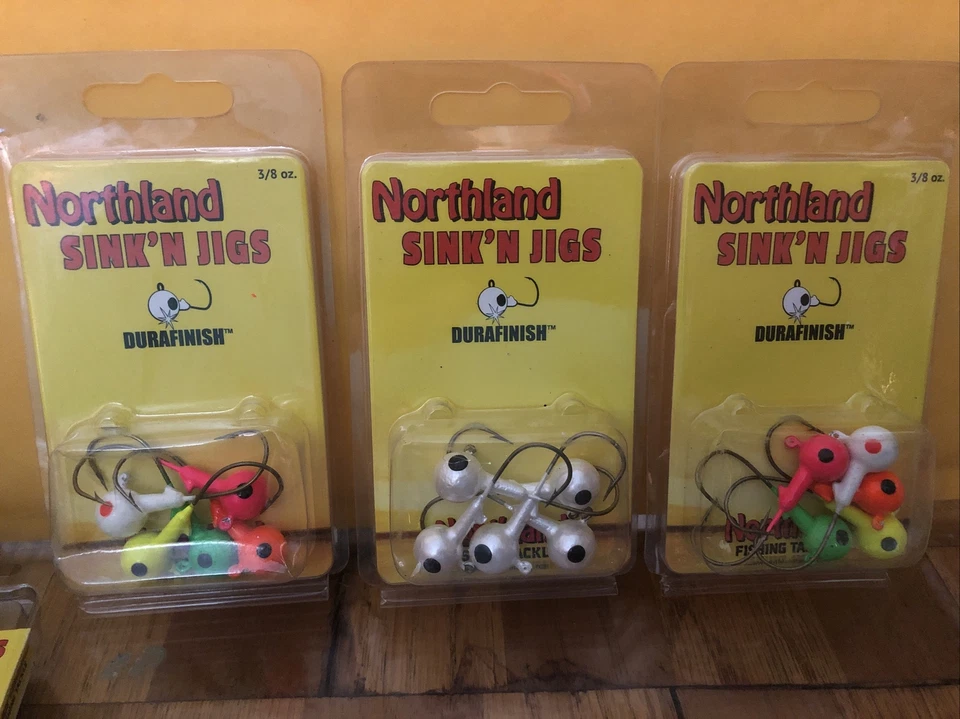 3/8 oz.
Northland
SINK'N JIGS
DURAFINISH™
Northland
SINK'N JIGS
DURAFINISH™
3/8 oz.
Northland
SINK'N JIGS
DURAFINISH™
FISHING